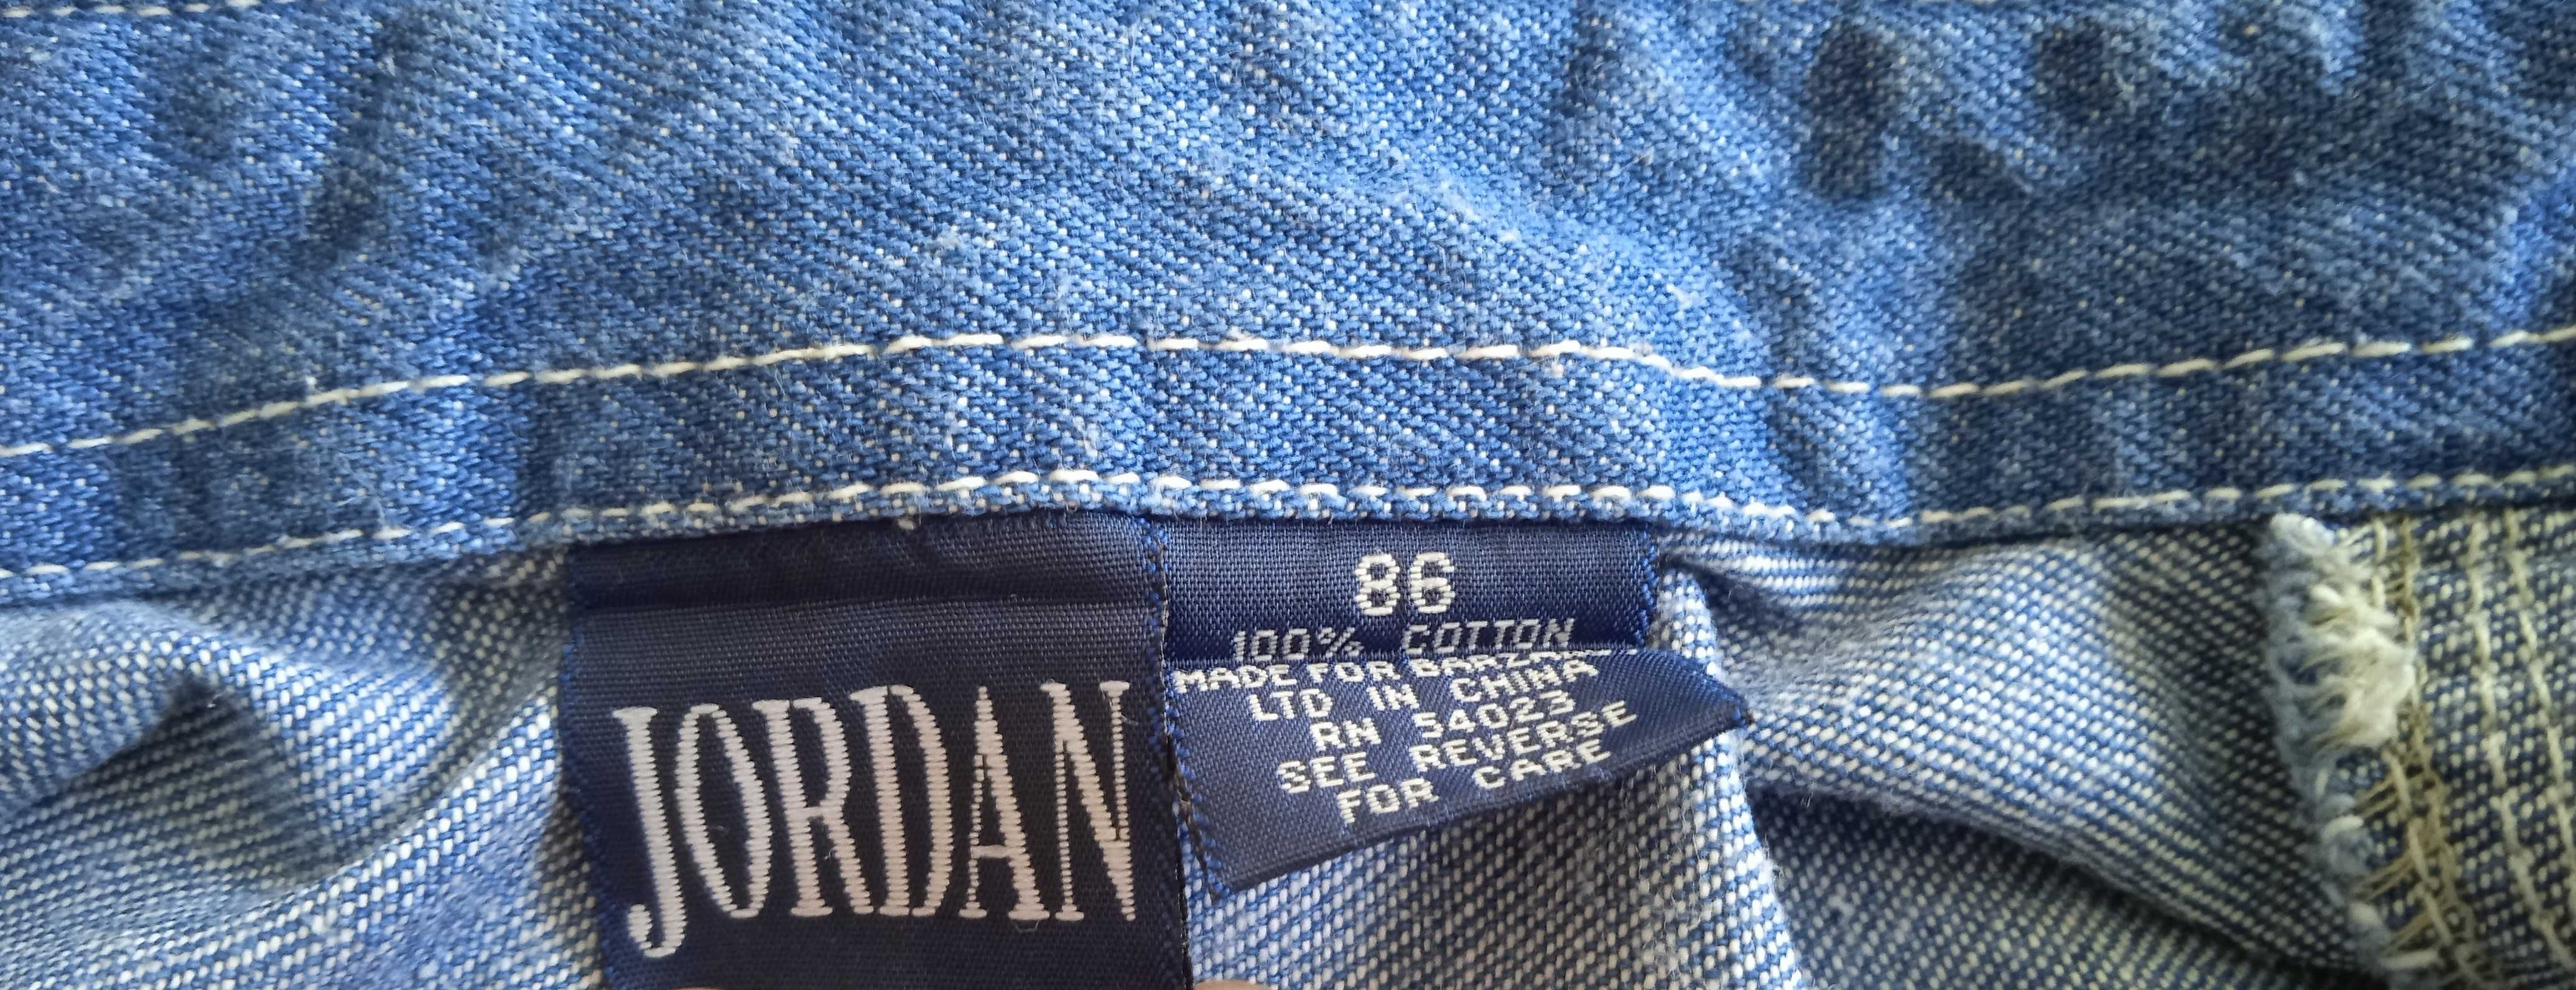 JORDAN
86
100% COTTON
MADE FOR
LTD IN CHINA
RN 54023
SEE REVERSE
FOR CARE